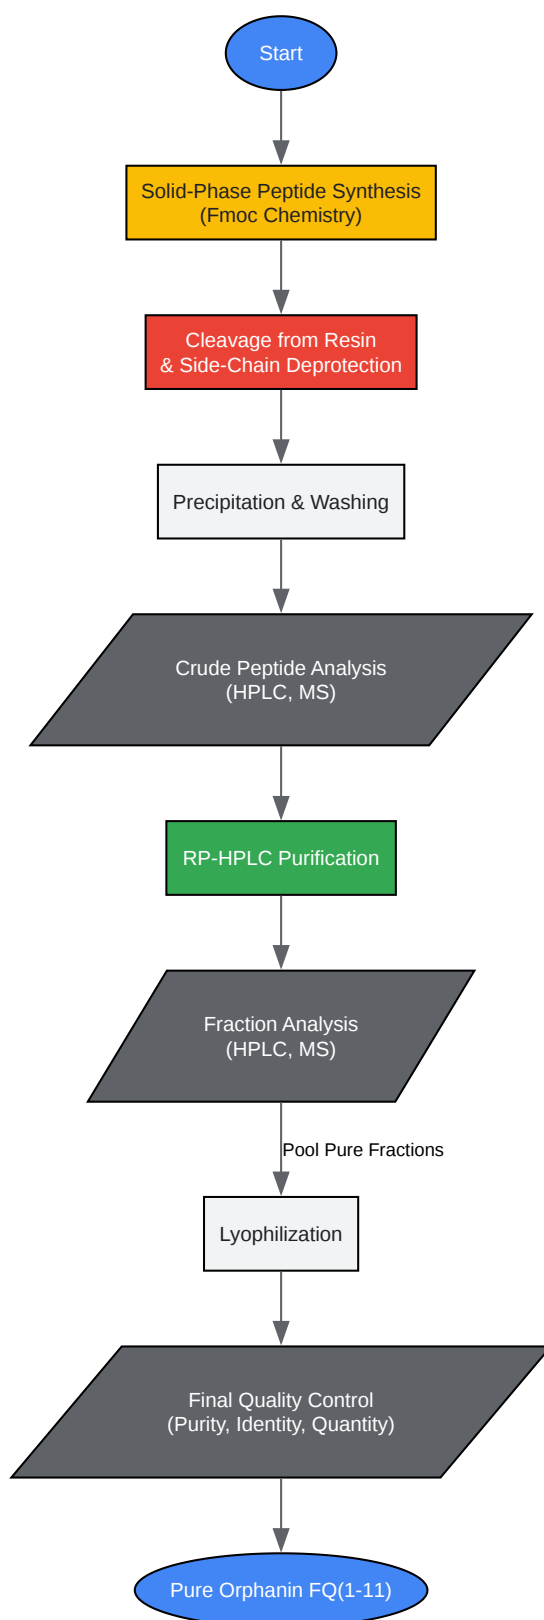 Start
Solid-Phase Peptide Synthesis
(Fmoc Chemistry)
Cleavage from Resin
& Side-Chain Deprotection
Precipitation & Washing
Crude Peptide Analysis
(HPLC, MS)
RP-HPLC Purification
Fraction Analysis
(HPLC, MS)
Pool Pure Fractions
Lyophilization
Final Quality Control
(Purity, Identity, Quantity)
Pure Orphanin FQ(1-11)